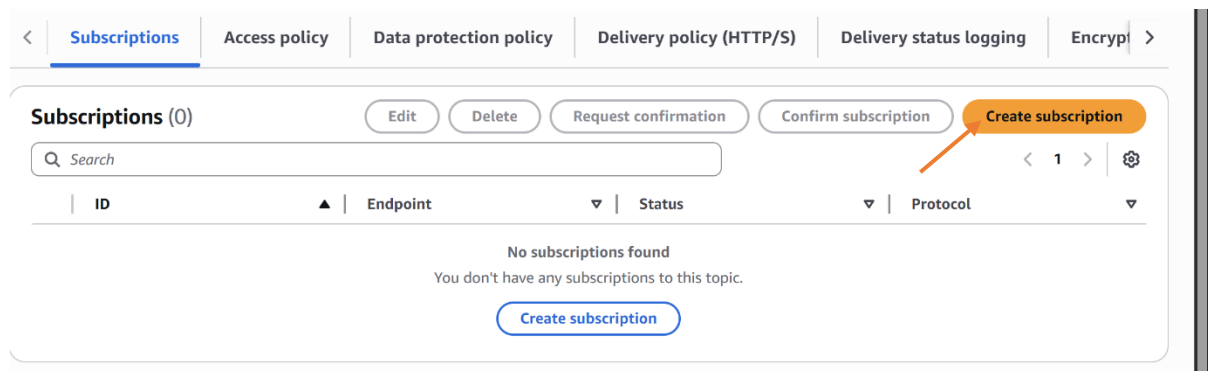 Subscriptions Access policy Data protection policy Delivery policy (HTTP/S) Delivery status logging Encrypt
Subscriptions (0) Edit Delete Request confirmation Confirm subscription Create subscription
Search 1
ID Endpoint Status Protocol
No subscriptions found
You don't have any subscriptions to this topic.
Create subscription